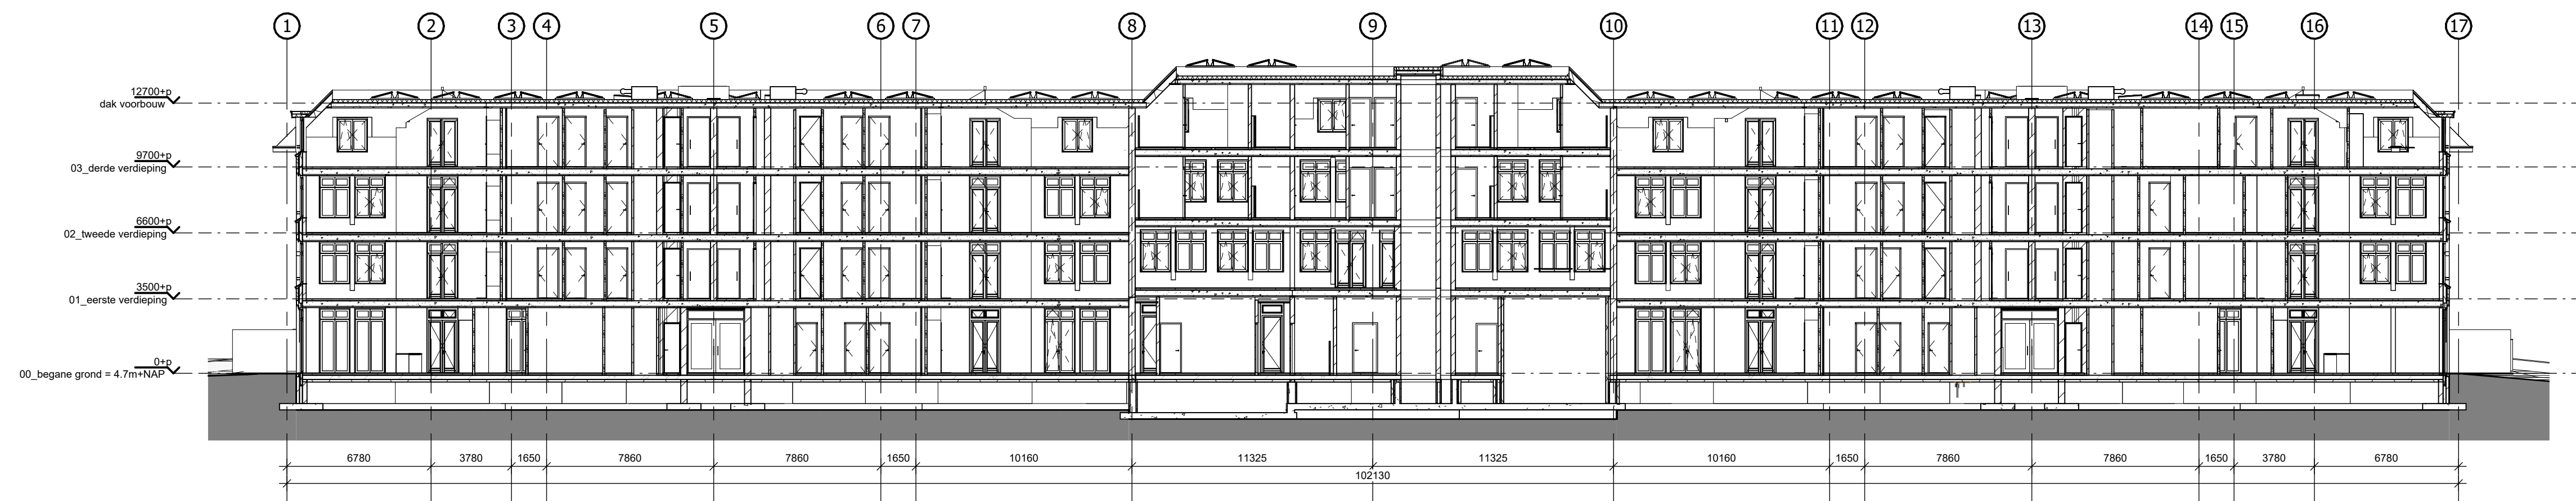 1 2 3 4 5 6 7 8 9 10 11 12 13 14 15 16 17
12700+p
dak voorbouw
9700+p
03_derde verdieping
6600+p
02_tweede verdieping
3500+p
01_eerste verdieping
0+p
00_begane grond = 4.7m+NAP
6780 3780 1650 7860 7860 1650 10160 11325 11325 10160 1650 7860 7860 1650 3780 6780
102130